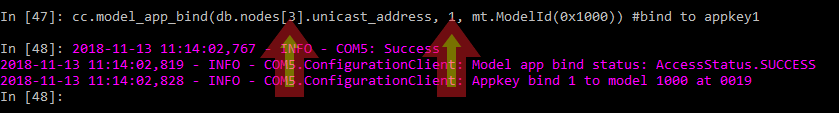 In [47]: cc.model_app_bind(db.nodes[3].unicast_address, 1, mt.ModelId(0x1000)) #bind to appkey1
In [48]: 2018-11-13 11:14:02,767 - INFO - COM5: Success
2018-11-13 11:14:02,819 - INFO - COM5.ConfigurationClient: Model app bind status: AccessStatus.SUCCESS
2018-11-13 11:14:02,828 - INFO - COM5.ConfigurationClient: Appkey bind 1 to model 1000 at 0019
In [48]: